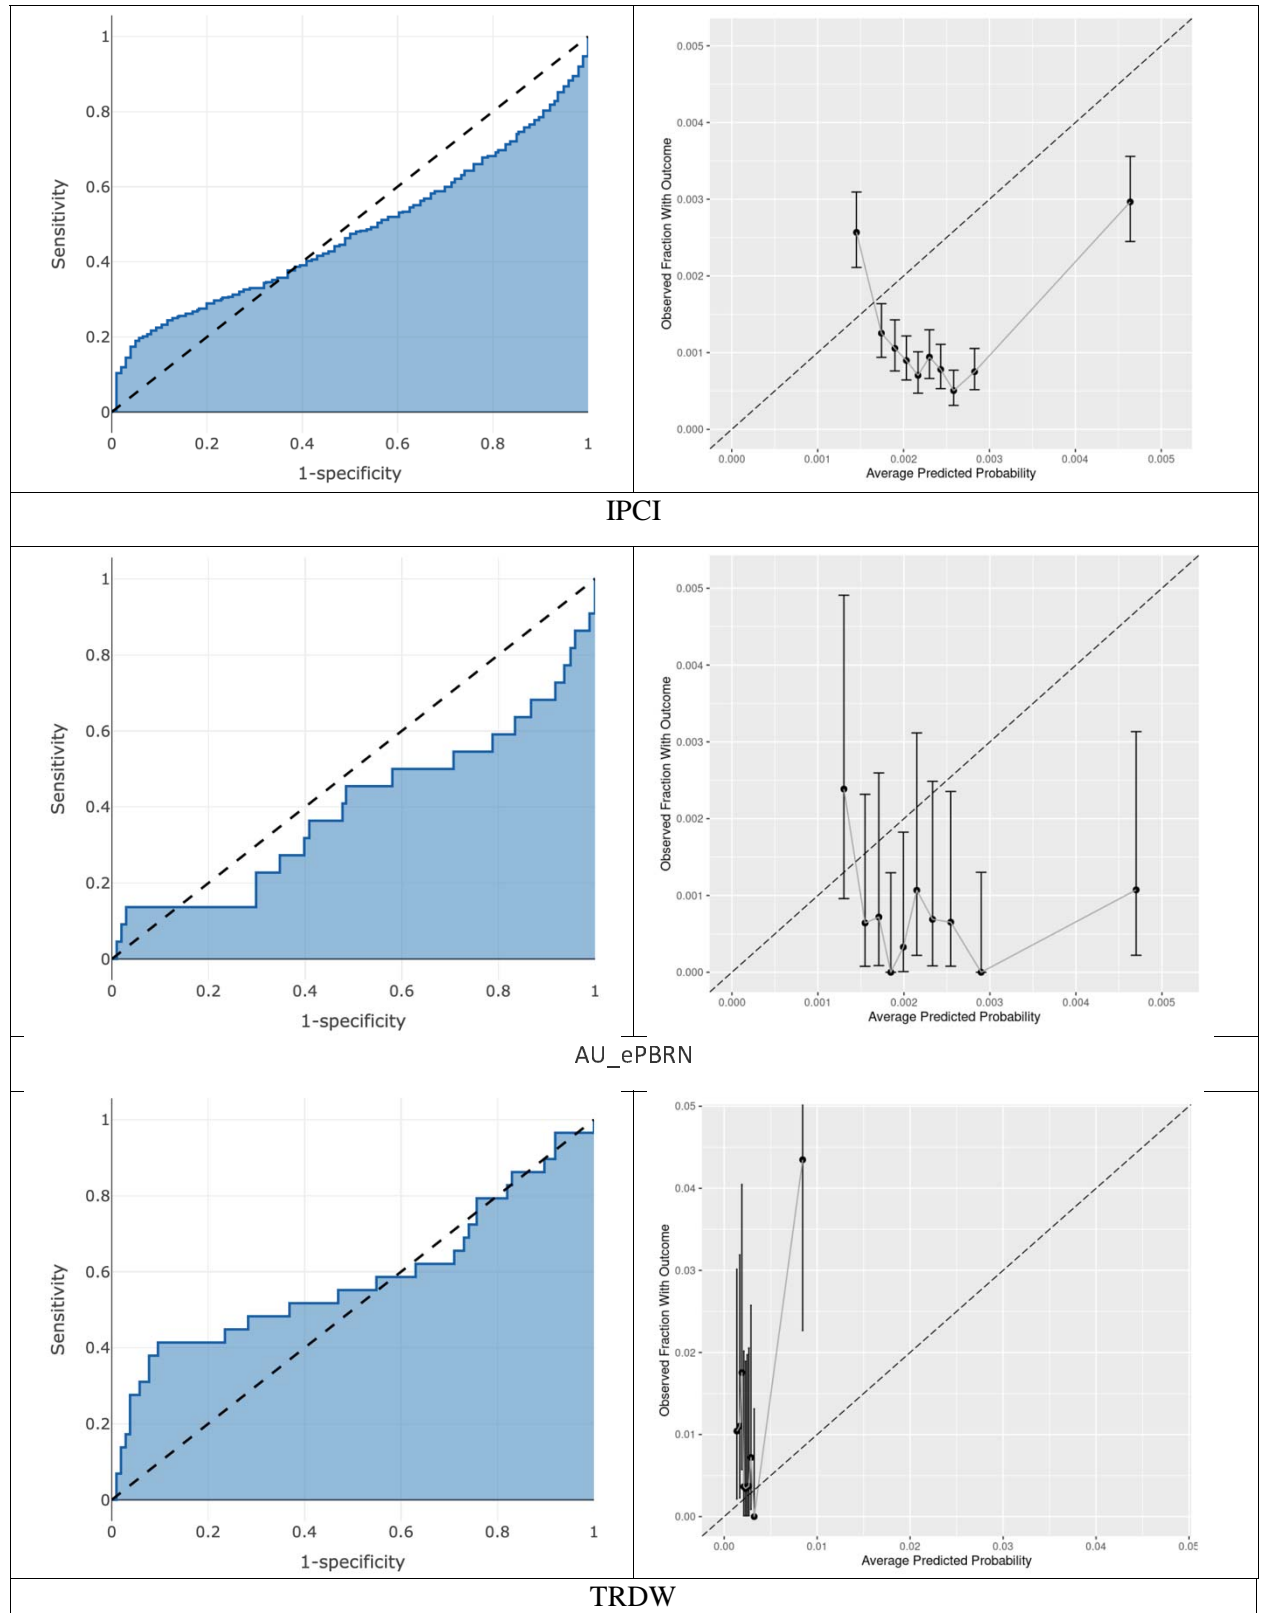 1
0.8
0.6
0.4
0.2
0
Sensitivity
0 0.2 0.4 0.6 0.8 1
1-specificity
0.005
0.004
0.003
0.002
0.001
0.000
Observed Fraction With Outcome
0.000 0.001 0.002 0.003 0.004 0.005
Average Predicted Probability
IPCI
1
0.8
0.6
0.4
0.2
0
Sensitivity
0 0.2 0.4 0.6 0.8 1
1-specificity
0.005
0.004
0.003
0.002
0.001
0.000
Observed Fraction With Outcome
0.000 0.001 0.002 0.003 0.004 0.005
Average Predicted Probability
AU_ePBRN
1
0.8
0.6
0.4
0.2
0
Sensitivity
0 0.2 0.4 0.6 0.8 1
1-specificity
0.05
0.04
0.03
0.02
0.01
0.00
Observed Fraction With Outcome
0.00 0.01 0.02 0.03 0.04 0.05
Average Predicted Probability
TRDW